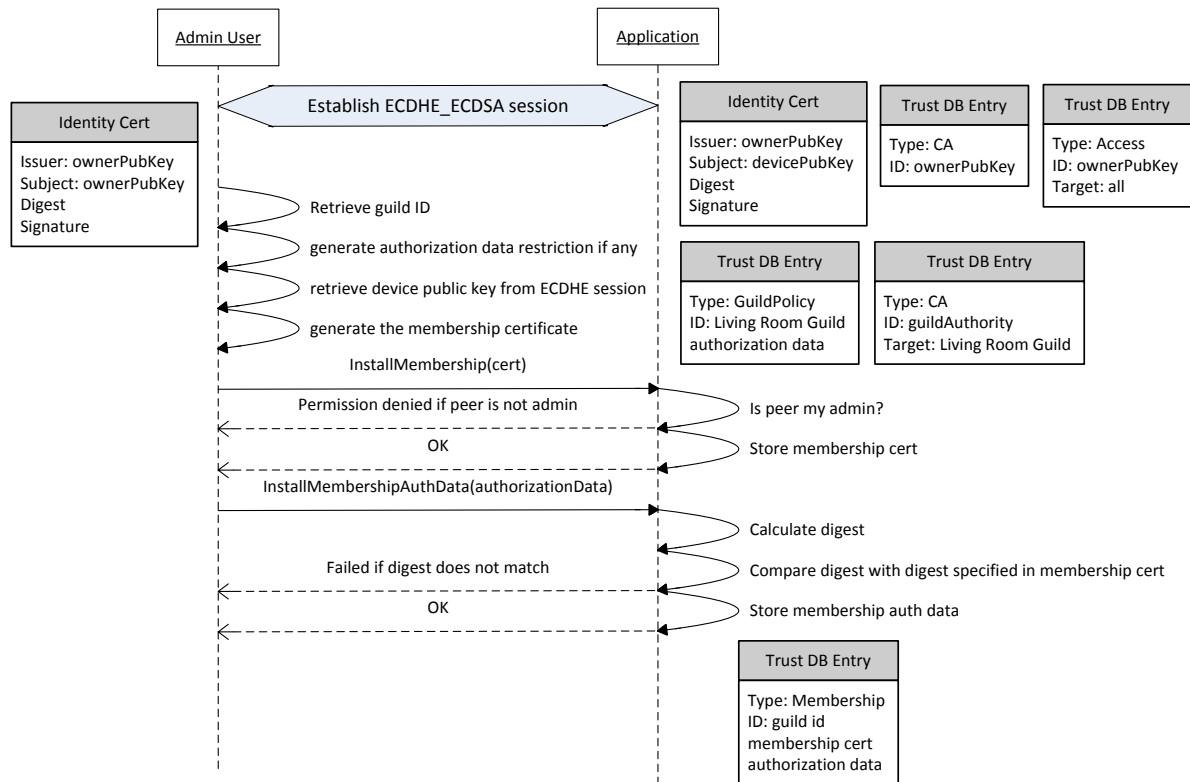 Admin User
Application
Establish ECDHE_ECDSA session
Identity Cert
Issuer: ownerPubKey
Subject: ownerPubKey
Digest
Signature
Identity Cert
Issuer: ownerPubKey
Subject: devicePubKey
Digest
Signature
Trust DB Entry
Type: CA
ID: ownerPubKey
Trust DB Entry
Type: Access
ID: ownerPubKey
Target: all
Retrieve guild ID
generate authorization data restriction if any
retrieve device public key from ECDHE session
generate the membership certificate
Trust DB Entry
Type: GuildPolicy
ID: Living Room Guild
authorization data
Trust DB Entry
Type: CA
ID: guildAuthority
Target: Living Room Guild
InstallMembership(cert)
Is peer my admin?
Permission denied if peer is not admin
Store membership cert
OK
InstallMembershipAuthData(authorizationData)
Calculate digest
Compare digest with digest specified in membership cert
Failed if digest does not match
Store membership auth data
OK
Trust DB Entry
Type: Membership
ID: guild id
membership cert
authorization data